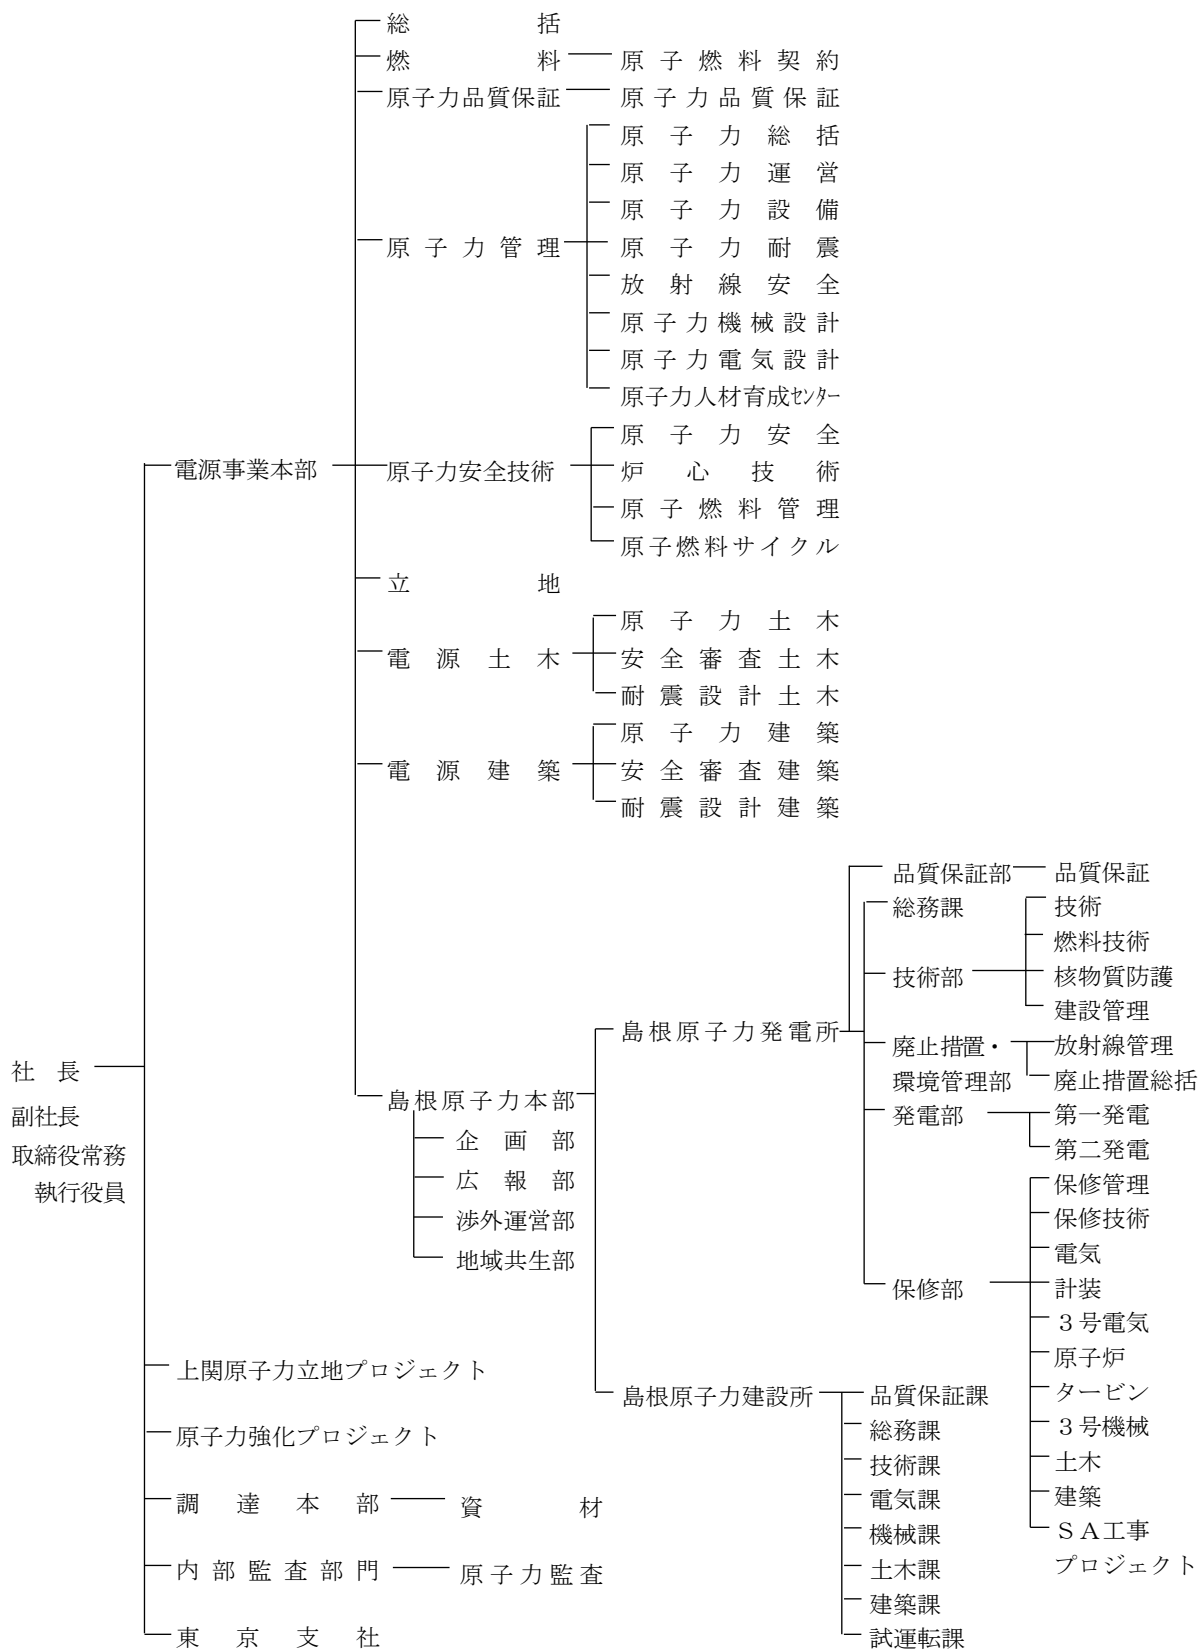 総括
燃料
原子燃料契約
原子力品質保証
原子力品質保証
原子力管理
原子力総括
原子力運営
原子力設備
原子力耐震
放射線安全
原子力機械設計
原子力電気設計
原子力人材育成ｾﾝﾀｰ
電源事業本部
原子力安全技術
原子力安全
炉心技術
原子燃料管理
原子燃料サイクル
立地
電源土木
原子力土木
安全審査土木
耐震設計土木
電源建築
原子力建築
安全審査建築
耐震設計建築
社長
副社長
取締役常務
執行役員
島根原子力本部
企画部
広報部
渉外運営部
地域共生部
島根原子力発電所
品質保証部
品質保証
総務課
技術部
技術
燃料技術
核物質防護
建設管理
廃止措置・
環境管理部
放射線管理
廃止措置総括
発電部
第一発電
第二発電
保修部
保修管理
保修技術
電気
計装
３号電気
原子炉
タービン
３号機械
土木
建築
ＳＡ工事
プロジェクト
島根原子力建設所
品質保証課
総務課
技術課
電気課
機械課
土木課
建築課
試運転課
上関原子力立地プロジェクト
原子力強化プロジェクト
調達本部
資材
内部監査部門
原子力監査
東京支社